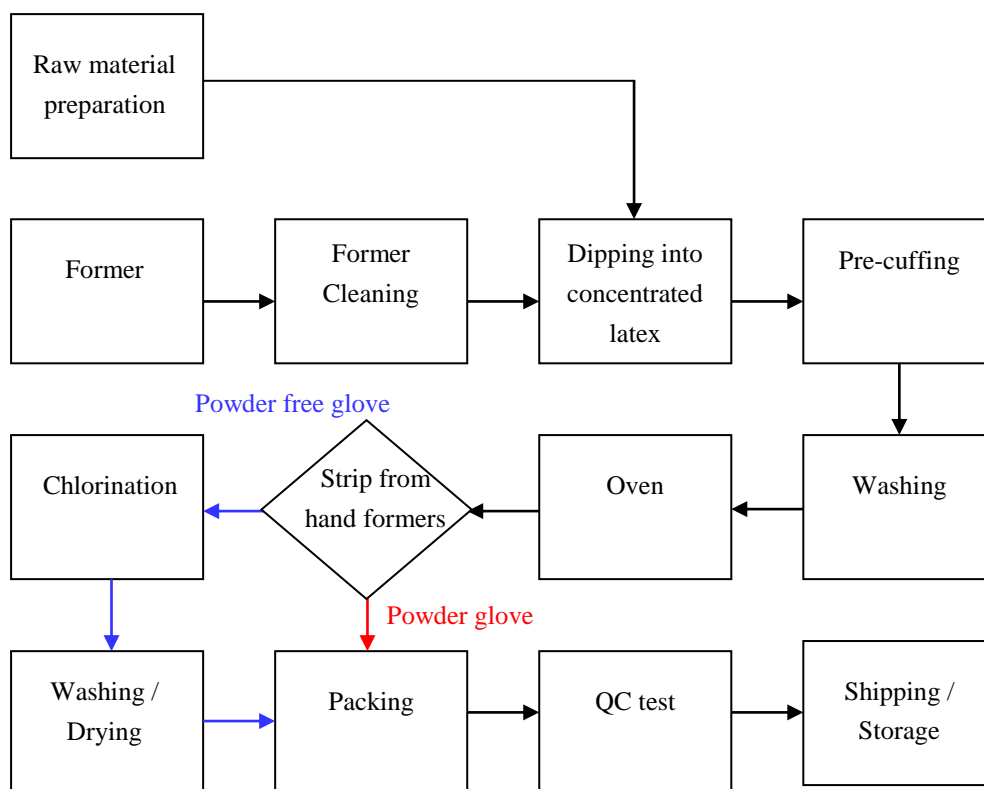 Raw material
preparation
Former
Former
Cleaning
Dipping into
concentrated
latex
Pre-cuffing
Powder free glove
Chlorination
Strip from
hand formers
Oven
Washing
Powder glove
Washing /
Drying
Packing
QC test
Shipping /
Storage